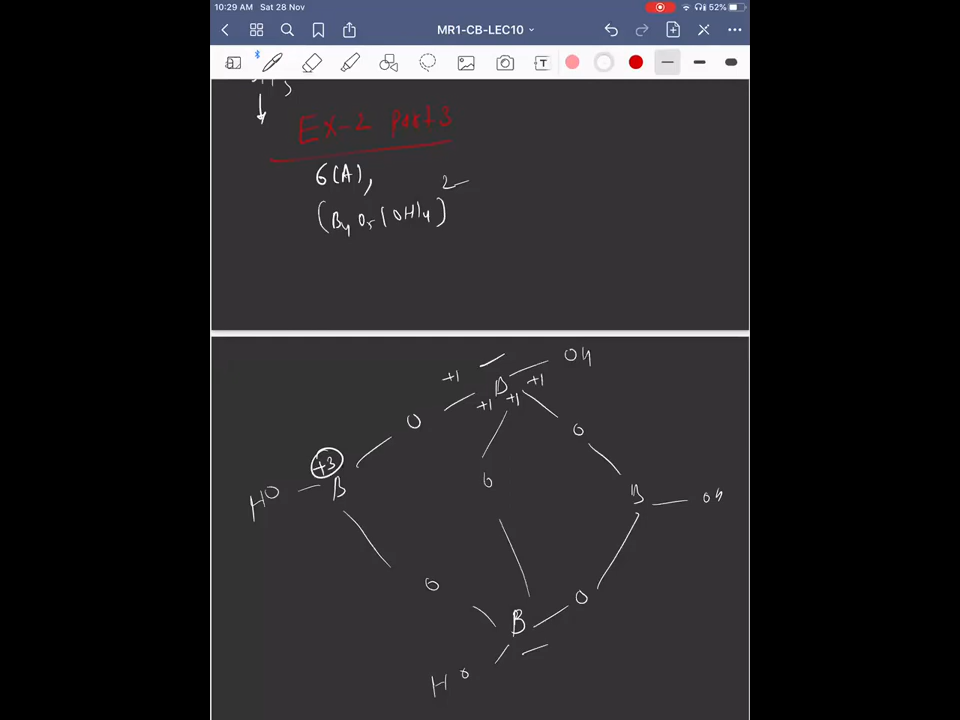 10:29 AM Sat 28 Nov
52%
MR1-CB-LEC10
T
Ex-2 part 3
6(A),
(B4O5(OH)4)2-
+1 B OH
+1 +1 +1
O O
+3
HO B O B OH
O O
B
HO